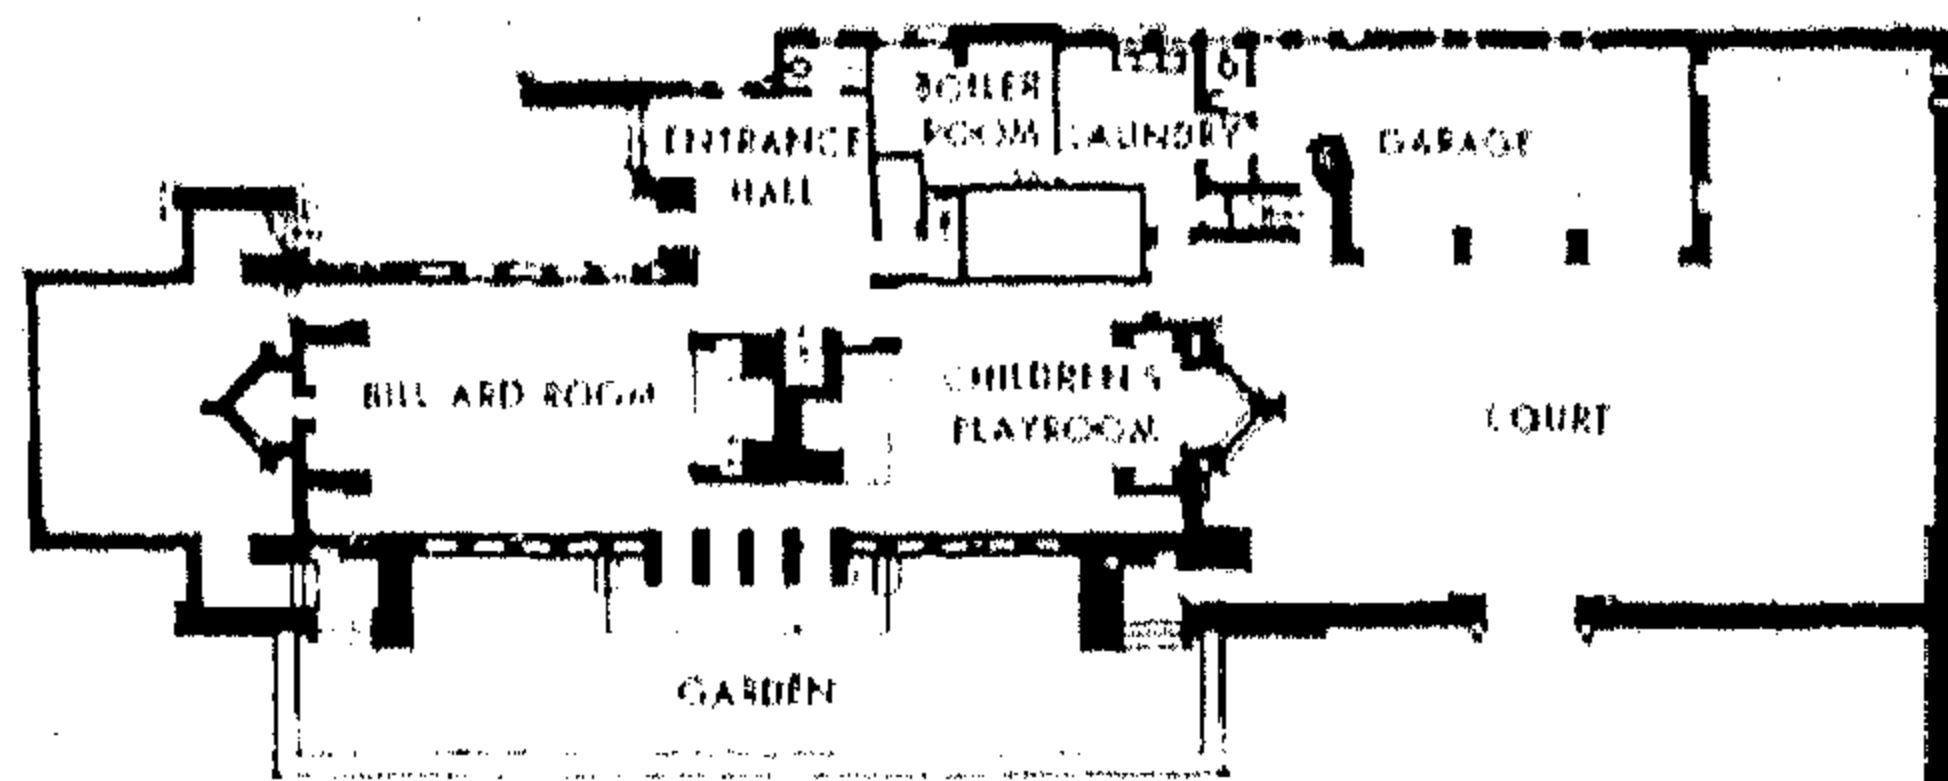 BOILER
ROOM
ENTRANCE
HALL
LAUNDRY
GARAGE
BILLIARD ROOM
CHILDREN'S
PLAYROOM
COURT
GARDEN